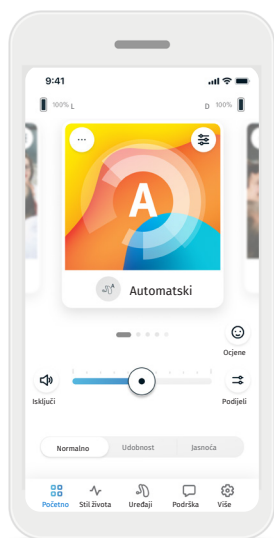 9:41
100% L
D 100%
A
Automatski
Ocjene
Isključi
Podijeli
Normalno Udobnost Jasnoća
Početno Stil života Uređaji Podrška Više